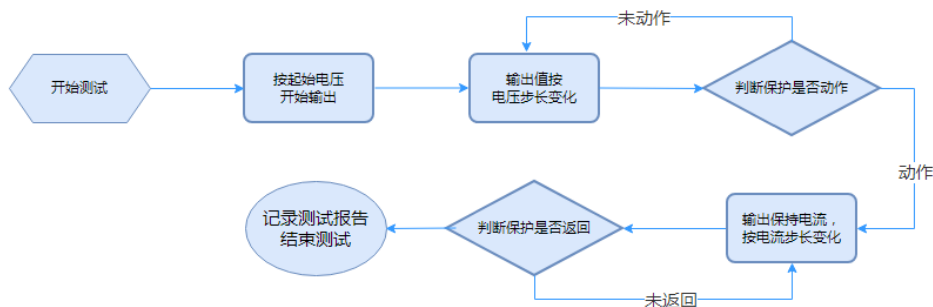 未动作
开始测试
按起始电压
开始输出
输出值按
电压步长变化
判断保护是否动作
动作
记录测试报告
结束测试
判断保护是否返回
输出保持电流，
按电流步长变化
未返回